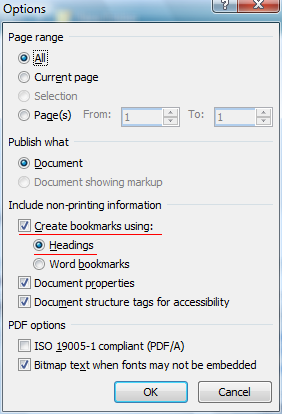 Options
Page range
All
Current page
Selection
Page(s) From: 1 To: 1
Publish what
Document
Document showing markup
Include non-printing information
Create bookmarks using:
Headings
Word bookmarks
Document properties
Document structure tags for accessibility
PDF options
ISO 19005-1 compliant (PDF/A)
Bitmap text when fonts may not be embedded
OK Cancel